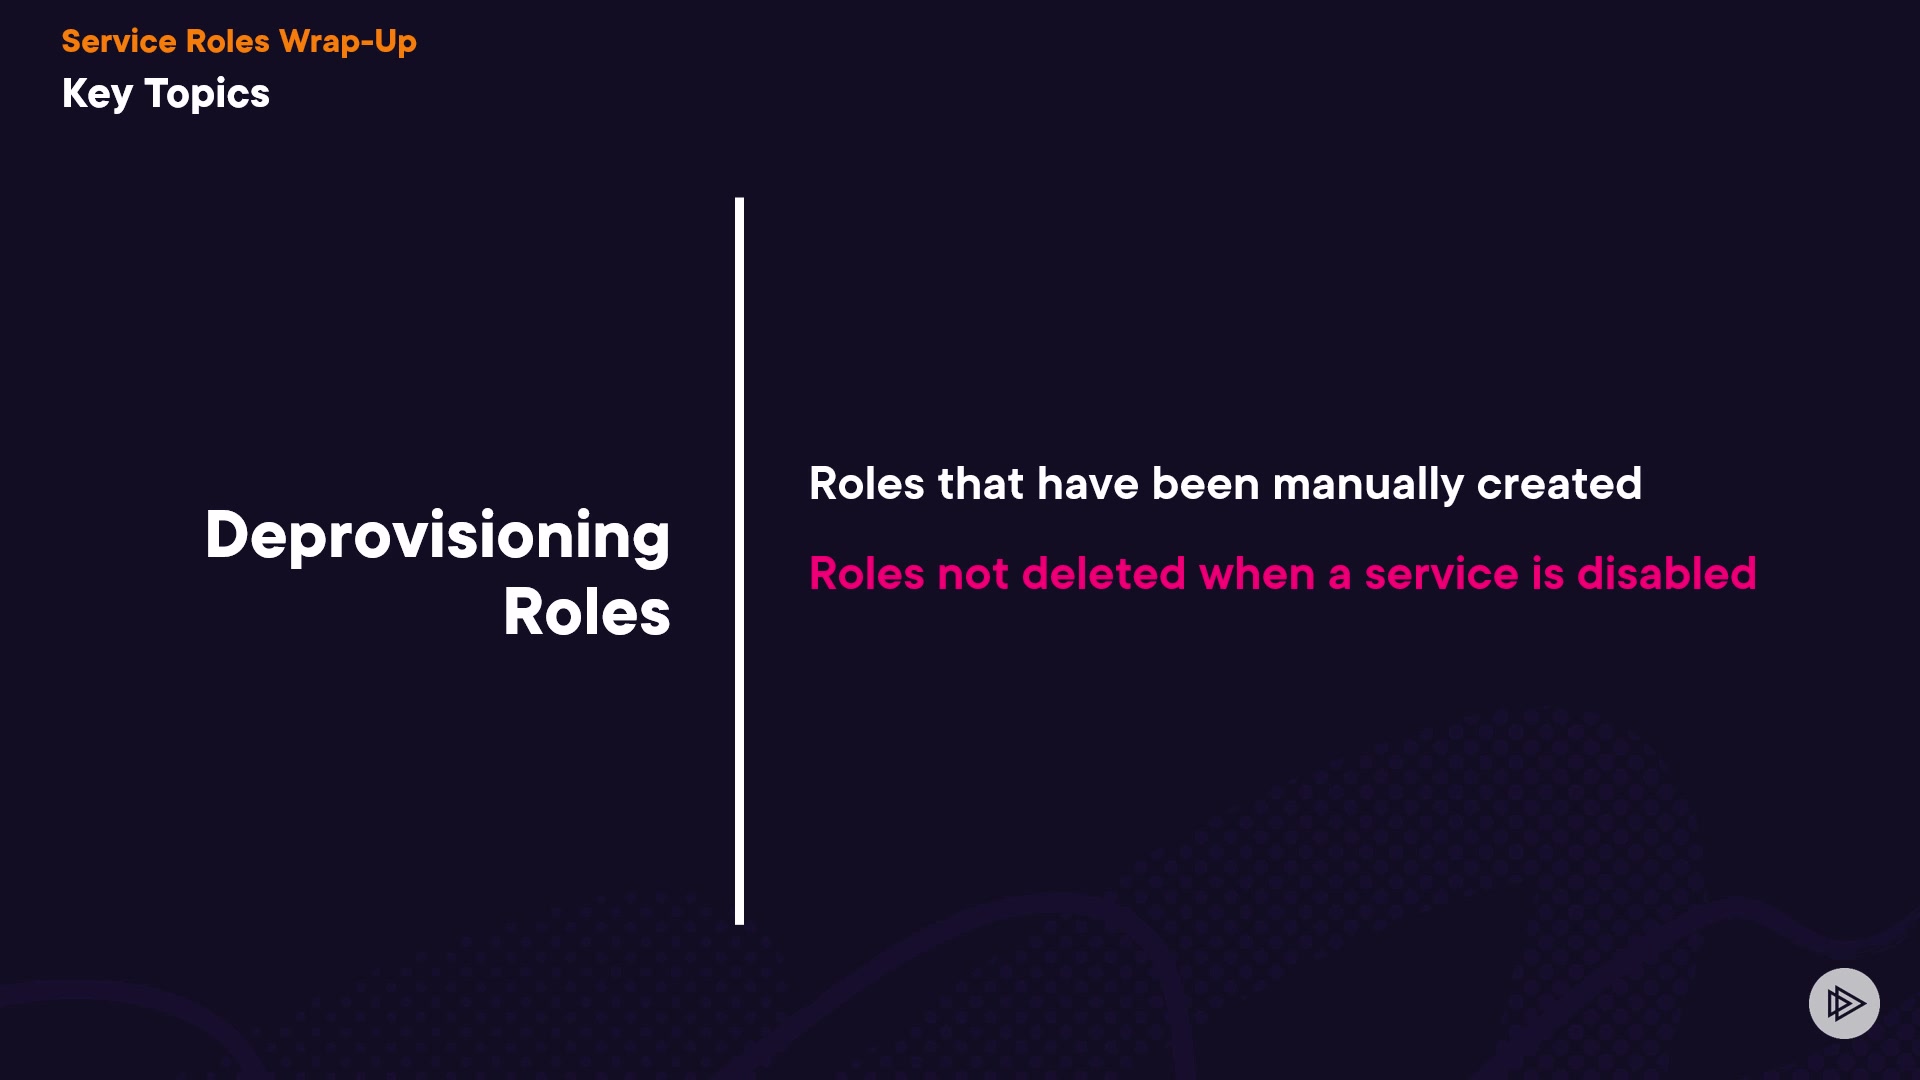 Service Roles Wrap-Up
Key Topics
Deprovisioning
Roles
Roles that have been manually created
Roles not deleted when a service is disabled